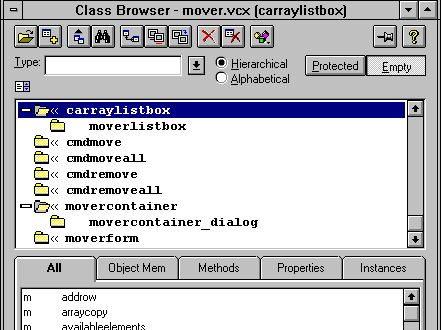 Class Browser - mover.vcx (carraylistbox)
Type:
Hierarchical
Alphabetical
Protected
Empty
« carraylistbox
moverlistbox
« cmdmove
« cmdmoveall
« cmdremove
« cmdremoveall
« movercontainer
movercontainer_dialog
« moverform
All Object Mem Methods Properties Instances
m addrow
m arraycopy
m availableelements